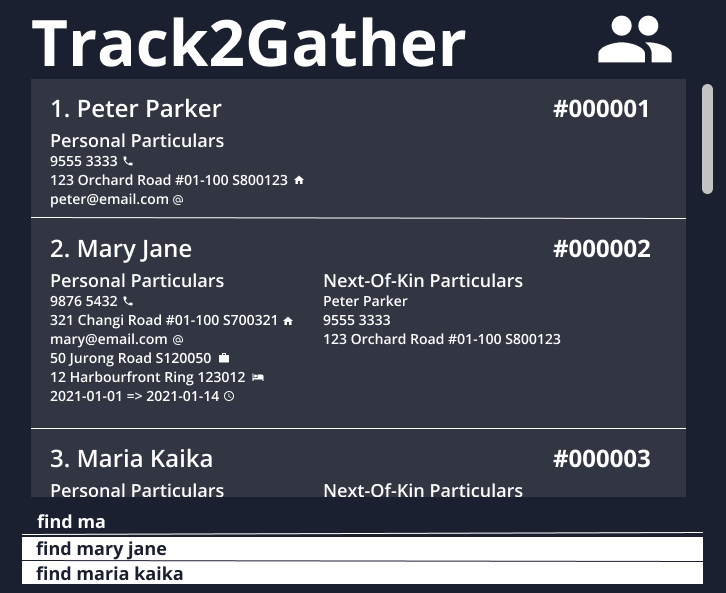 Track2Gather
1. Peter Parker #000001
Personal Particulars
9555 3333
123 Orchard Road #01-100 S800123
peter@email.com @
2. Mary Jane #000002
Personal Particulars Next-Of-Kin Particulars
9876 5432 Peter Parker
321 Changi Road #01-100 S700321 9555 3333
mary@email.com @ 123 Orchard Road #01-100 S800123
50 Jurong Road S120050
12 Harbourfront Ring 123012
2021-01-01 => 2021-01-14
3. Maria Kaika #000003
Personal Particulars Next-Of-Kin Particulars
find ma
find mary jane
find maria kaika